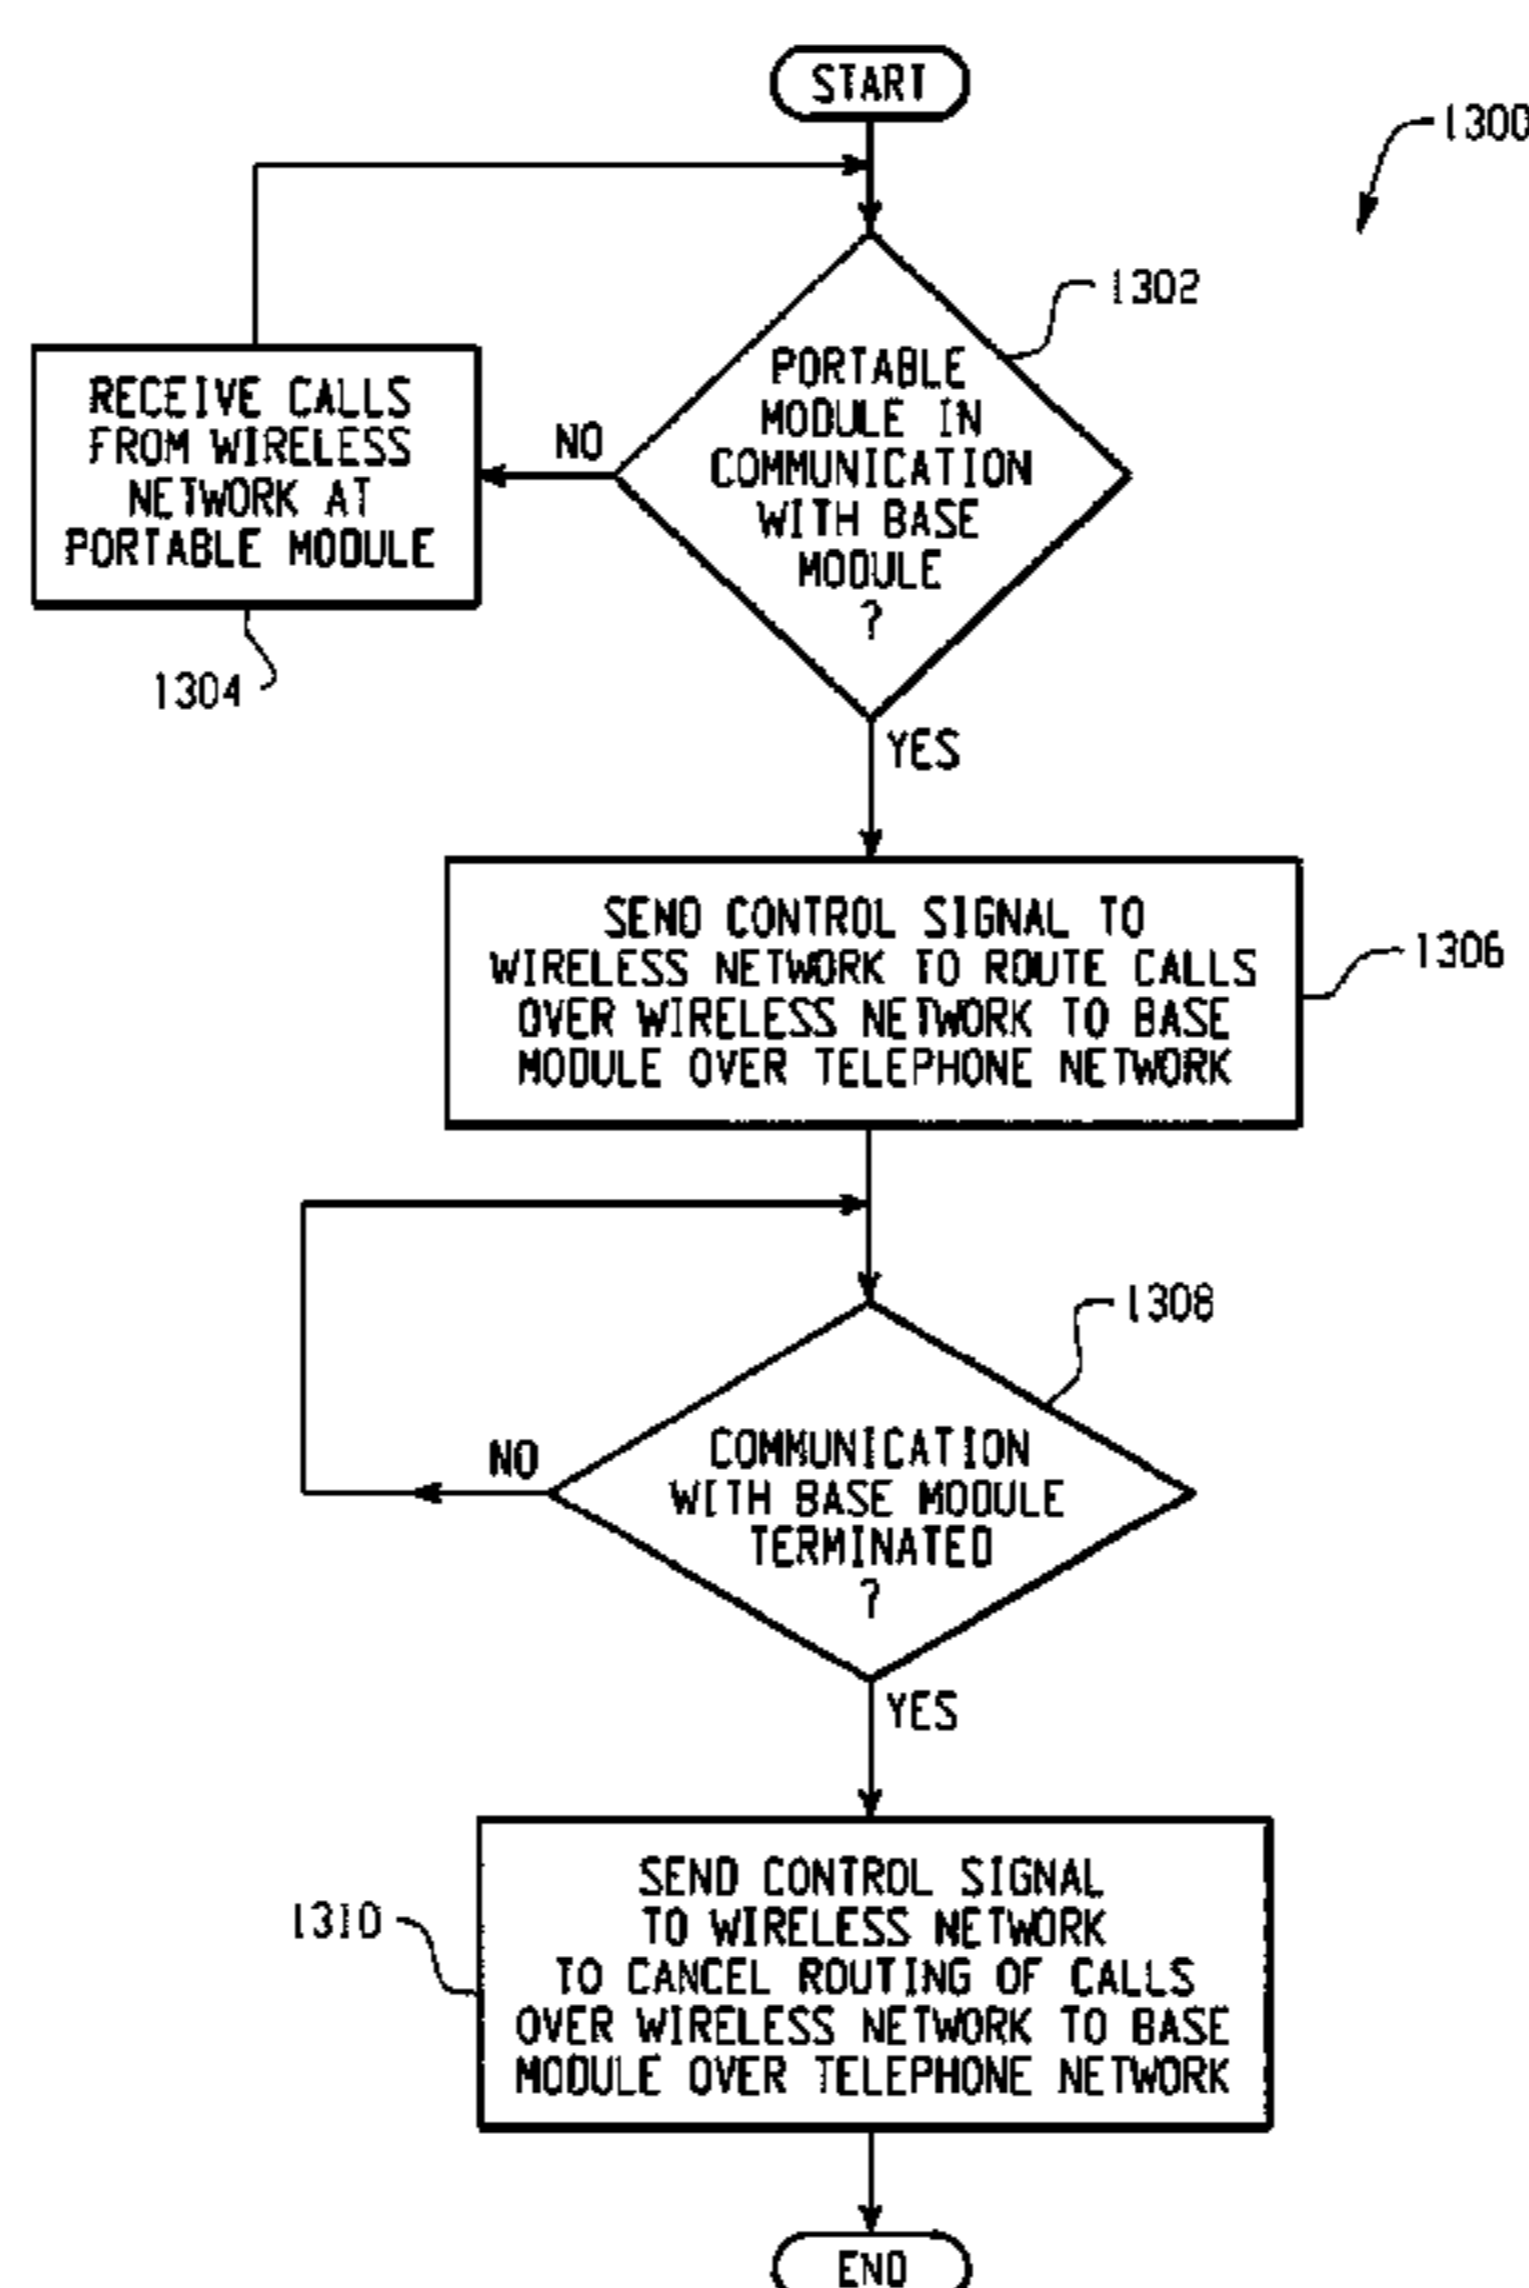 START
1300
1302
PORTABLE
MODULE IN
COMMUNICATION
WITH BASE
MODULE
?
NO
RECEIVE CALLS
FROM WIRELESS
NETWORK AT
PORTABLE MODULE
1304
YES
SEND CONTROL SIGNAL TO
WIRELESS NETWORK TO ROUTE CALLS
OVER WIRELESS NETWORK TO BASE
MODULE OVER TELEPHONE NETWORK
1306
1308
COMMUNICATION
WITH BASE MODULE
TERMINATED
?
NO
YES
SEND CONTROL SIGNAL
TO WIRELESS NETWORK
TO CANCEL ROUTING OF CALLS
OVER WIRELESS NETWORK TO BASE
MODULE OVER TELEPHONE NETWORK
1310
END